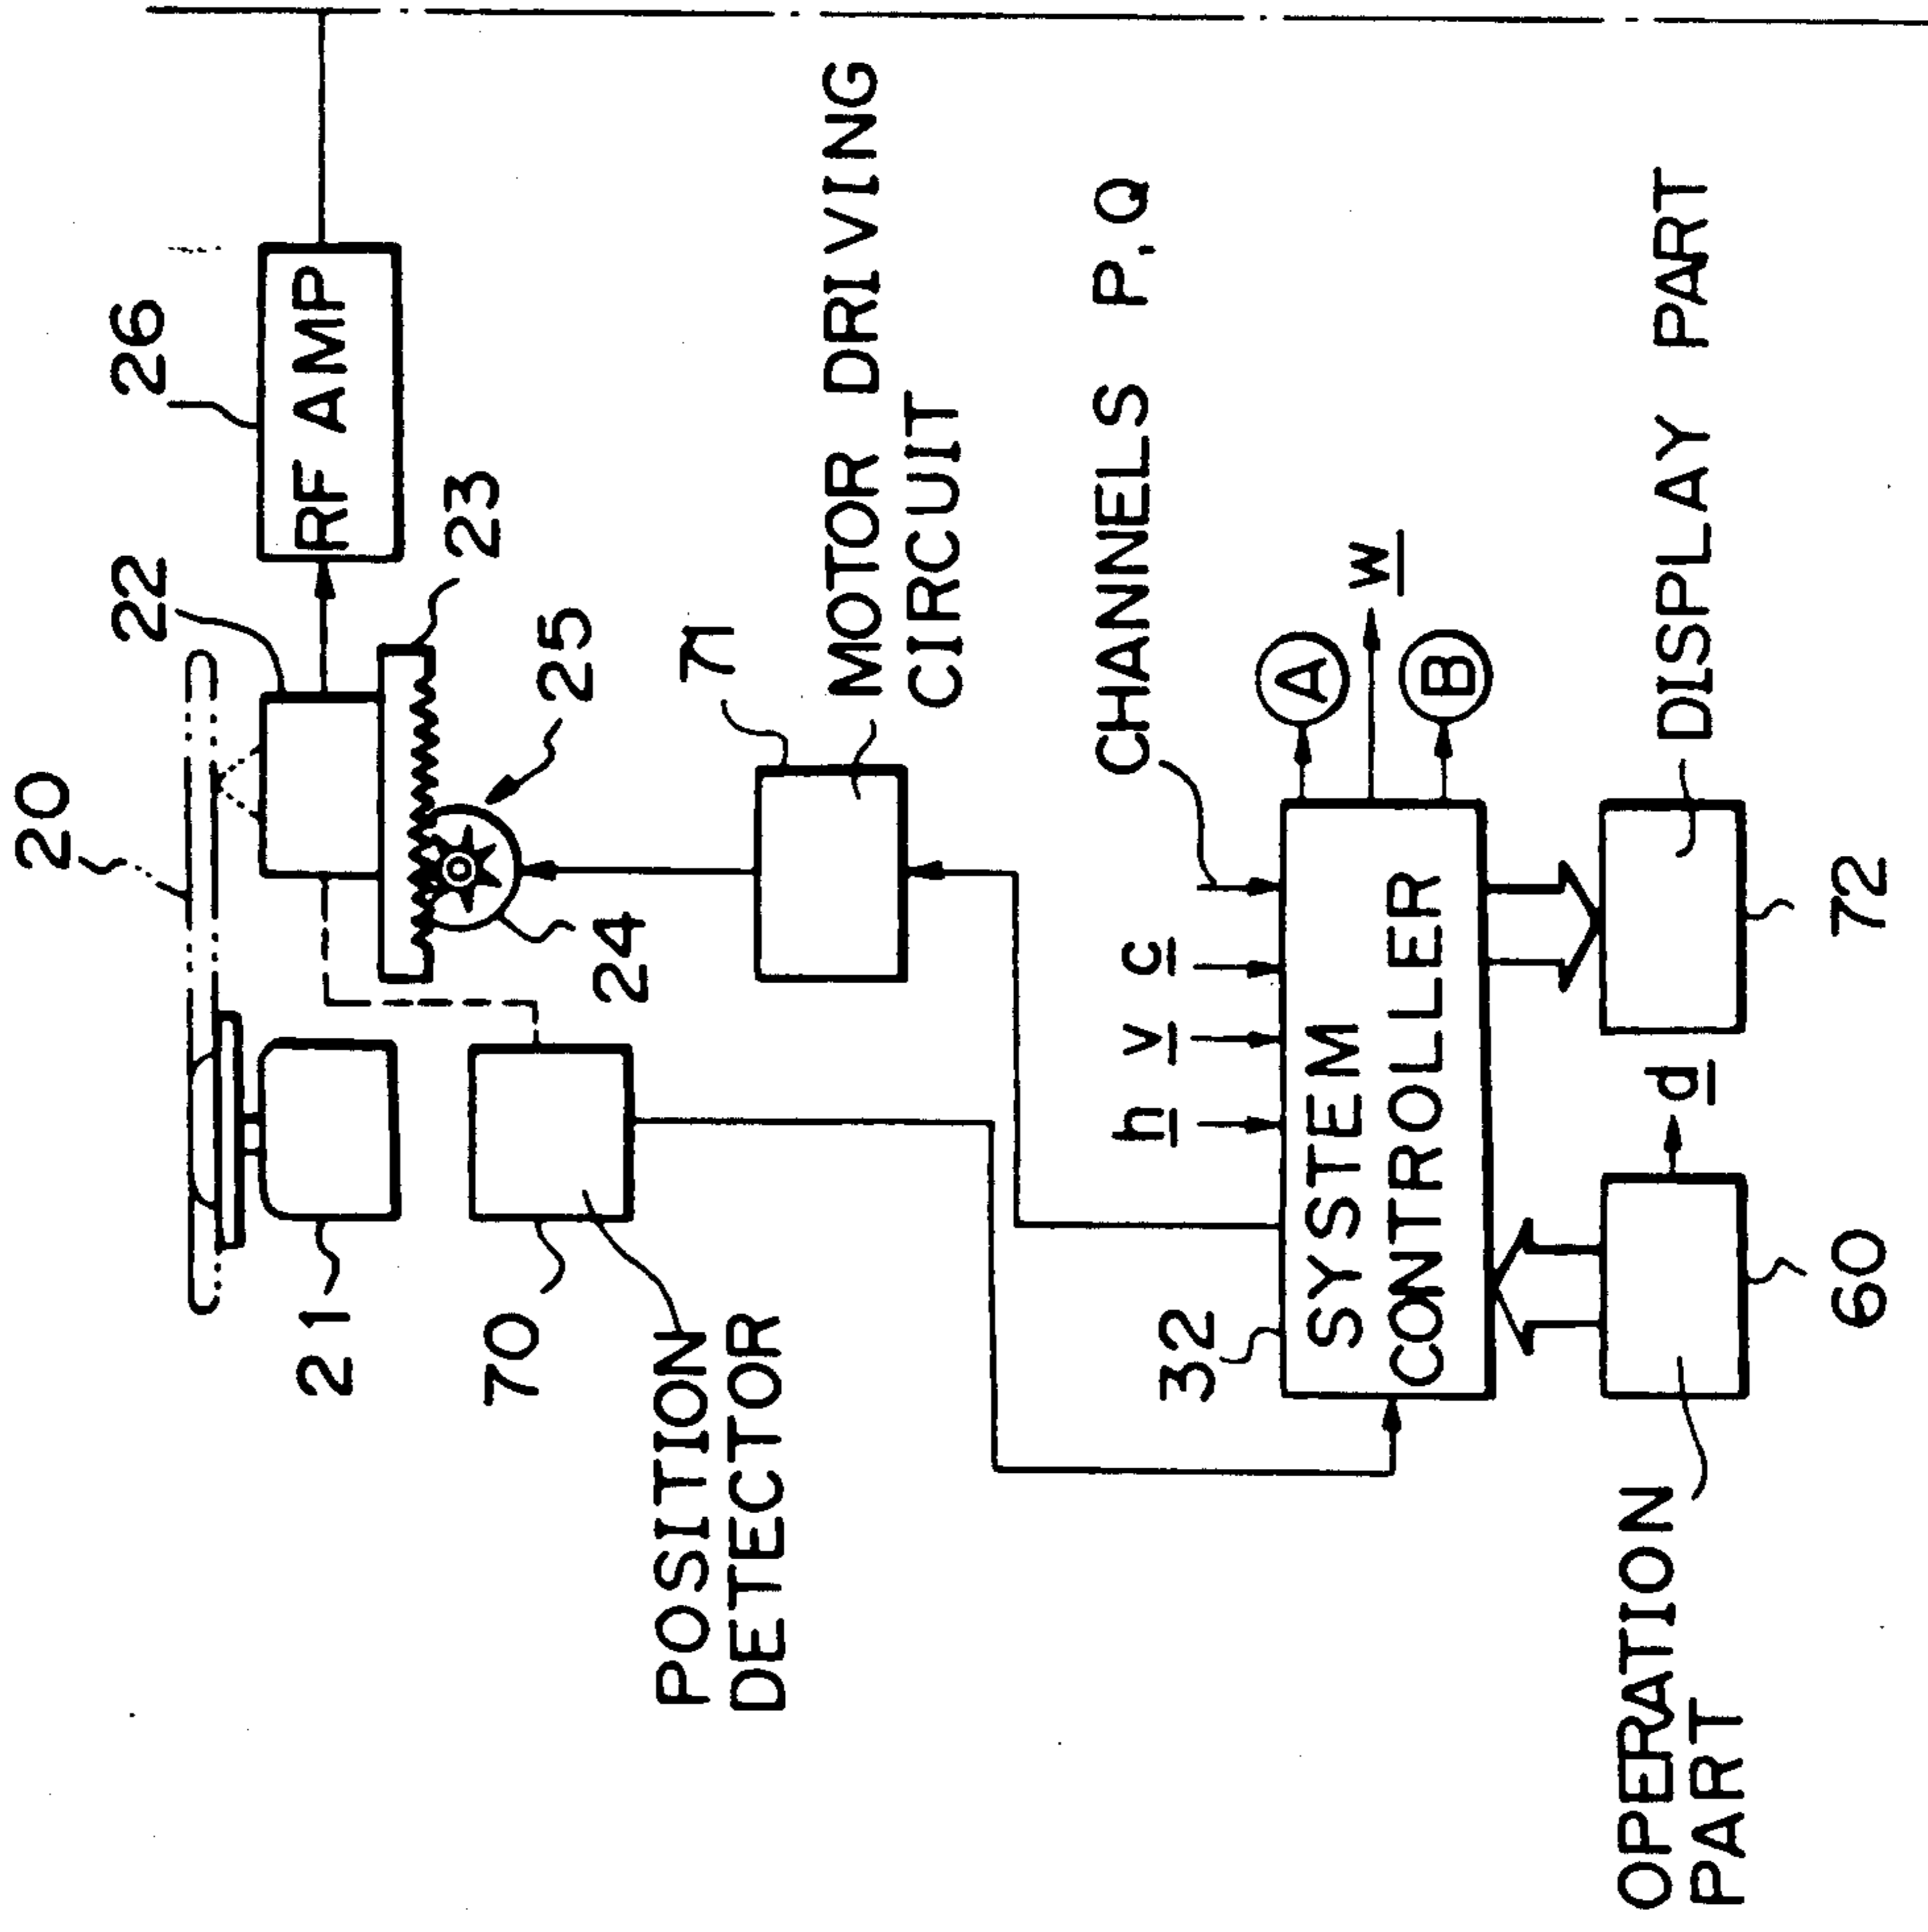 20
22
26
RF AMP
21
23
25
24
70
71
POSITION
DETECTOR
MOTOR DRIVING
CIRCUIT
CHANNELS P,Q
h
v
c
32
SYSTEM
CONTROLLER
A
w
B
OPERATION
PART
d
DISPLAY PART
60
72